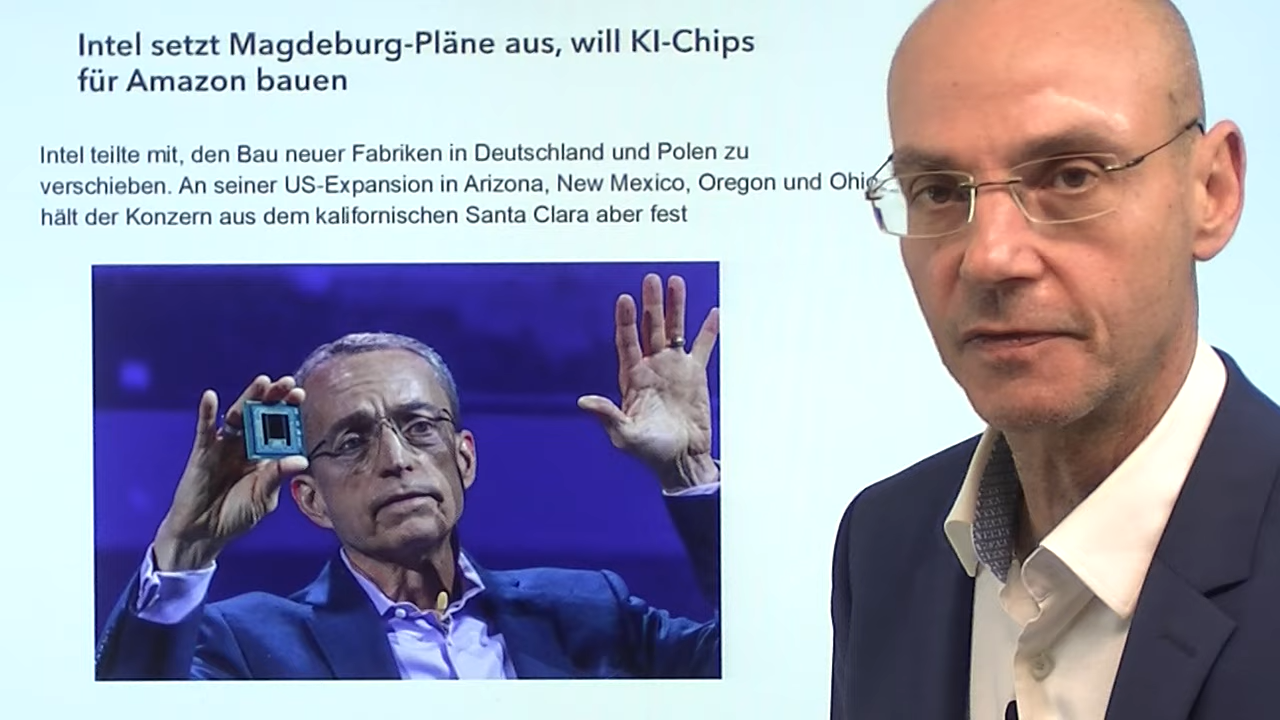 Intel setzt Magdeburg-Pläne aus, will KI-Chips
für Amazon bauen
Intel teilte mit, den Bau neuer Fabriken in Deutschland und Polen zu
verschieben. An seiner US-Expansion in Arizona, New Mexico, Oregon und Ohio
hält der Konzern aus dem kalifornischen Santa Clara aber fest